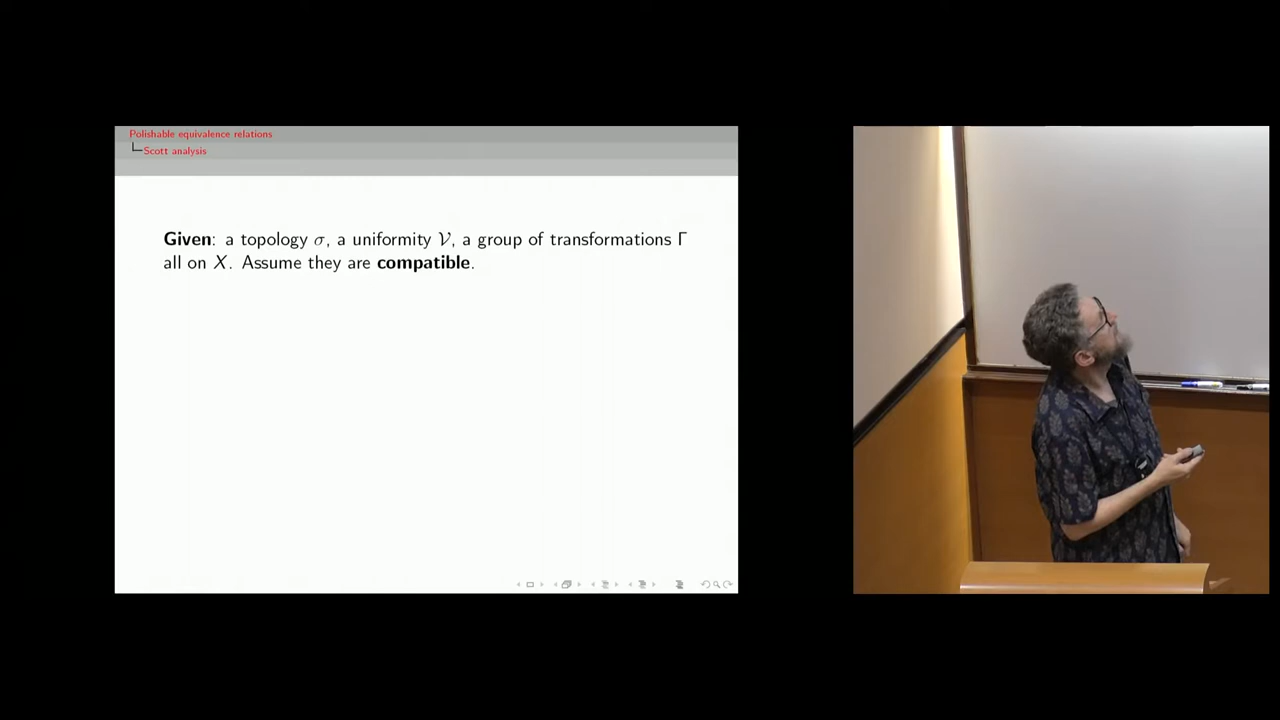 Polishable equivalence relations
Scott analysis
Given: a topology σ, a uniformity 𝒱, a group of transformations Γ
all on X. Assume they are compatible.